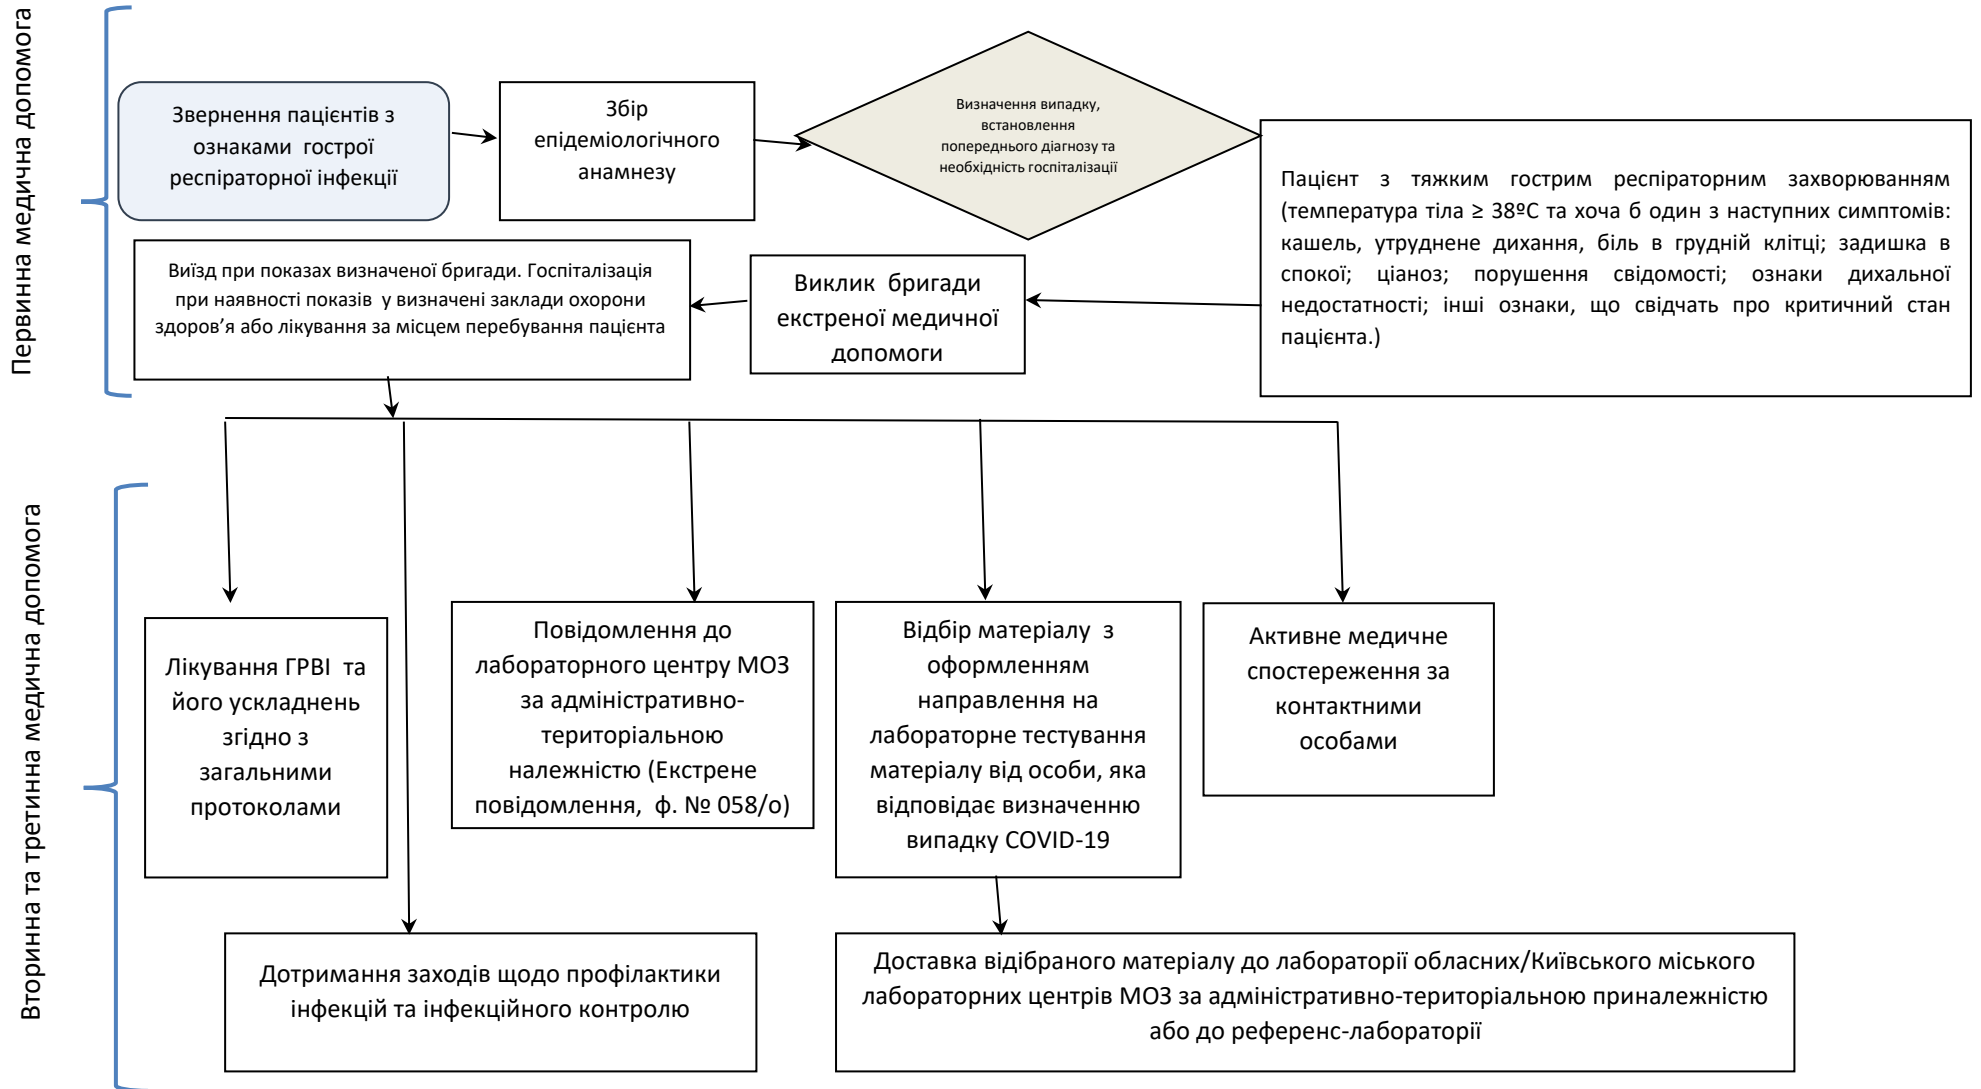 Первинна медична допомога
Звернення пацієнтів з
ознаками гострої
респіраторної інфекції
Збір
епідеміологічного
анамнезу
Визначення випадку,
встановлення
попереднього діагнозу та
необхідність госпіталізації
Пацієнт з тяжким гострим респіраторним захворюванням
(температура тіла ≥ 38ºС та хоча б один з наступних симптомів:
кашель, утруднене дихання, біль в грудній клітці; задишка в
спокої; ціаноз; порушення свідомості; ознаки дихальної
недостатності; інші ознаки, що свідчать про критичний стан
пацієнта.)
Виклик бригади
екстреної медичної
допомоги
Виїзд при показах визначеної бригади. Госпіталізація
при наявності показів у визначені заклади охорони
здоров’я або лікування за місцем перебування пацієнта
Вторинна та третинна медична допомога
Лікування ГРВІ та
його ускладнень
згідно з
загальними
протоколами
Повідомлення до
лабораторного центру МОЗ
за адміністративно-
територіальною
належністю (Екстрене
повідомлення, ф. № 058/о)
Відбір матеріалу з
оформленням
направлення на
лабораторне тестування
матеріалу від особи, яка
відповідає визначенню
випадку COVID-19
Активне медичне
спостереження за
контактними
особами
Дотримання заходів щодо профілактики
інфекцій та інфекційного контролю
Доставка відібраного матеріалу до лабораторії обласних/Київського міського
лабораторних центрів МОЗ за адміністративно-територіальною приналежністю
або до референс-лабораторії